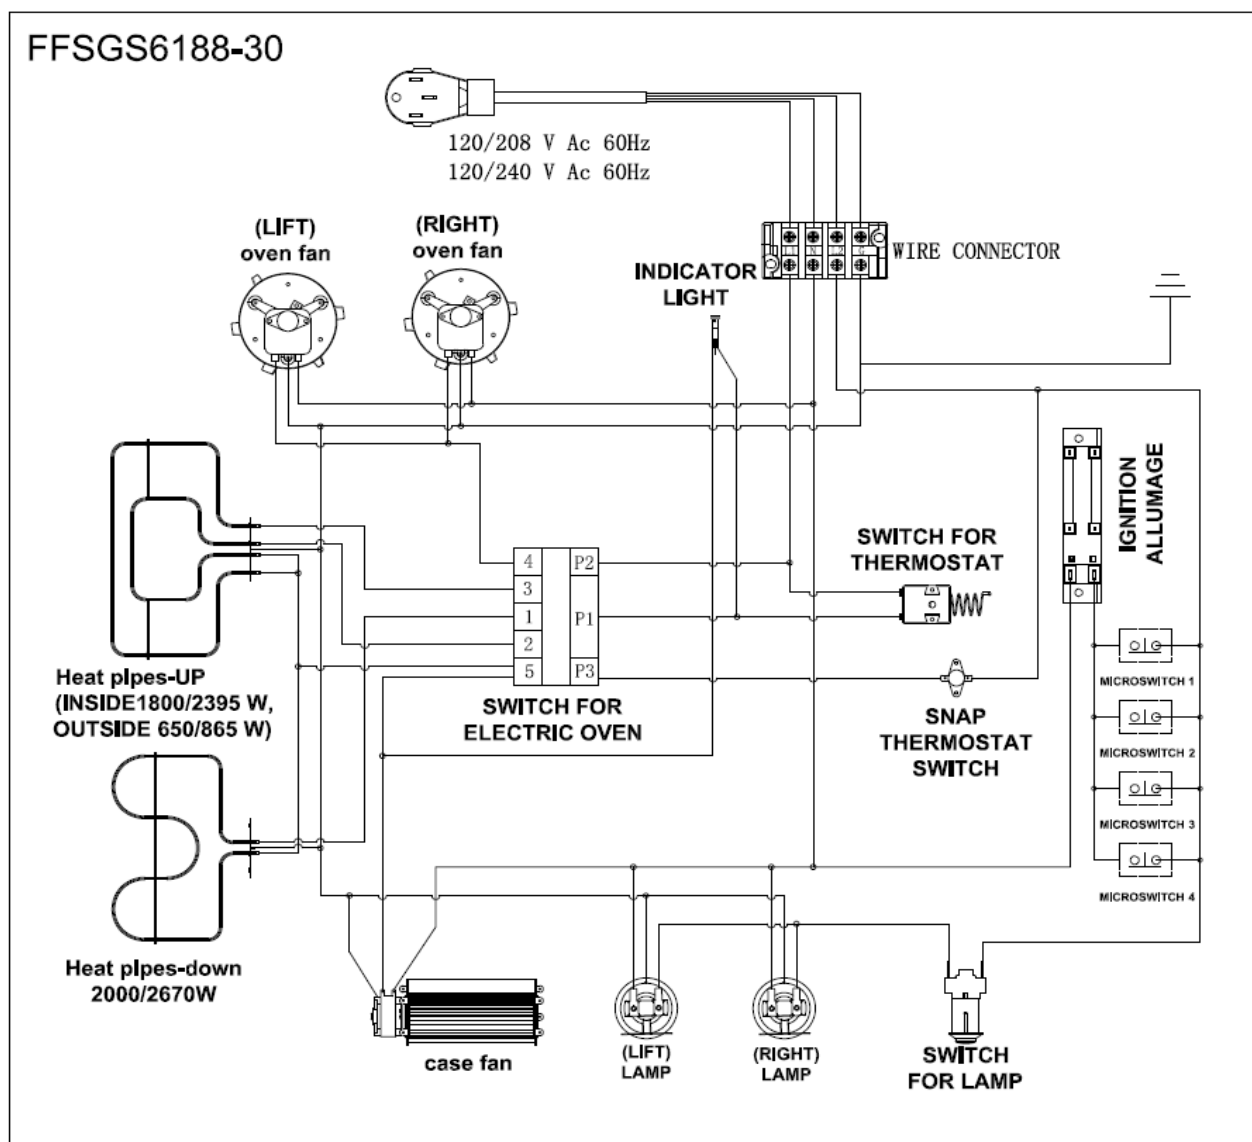 FFSGS6188-30
120/208 V Ac 60Hz
120/240 V Ac 60Hz
(LIFT)
oven fan
(RIGHT)
oven fan
INDICATOR
LIGHT
L1 N L2 G
WIRE CONNECTOR
IGNITION
ALLUMAGE
SWITCH FOR
THERMOSTAT
4 P2
3
1 P1
2
5 P3
SWITCH FOR
ELECTRIC OVEN
Heat pipes-UP
(INSIDE1800/2395 W,
OUTSIDE 650/865 W)
SNAP
THERMOSTAT
SWITCH
MICROSWITCH 1
MICROSWITCH 2
MICROSWITCH 3
MICROSWITCH 4
Heat pipes-down
2000/2670W
case fan
(LIFT)
LAMP
(RIGHT)
LAMP
SWITCH
FOR LAMP